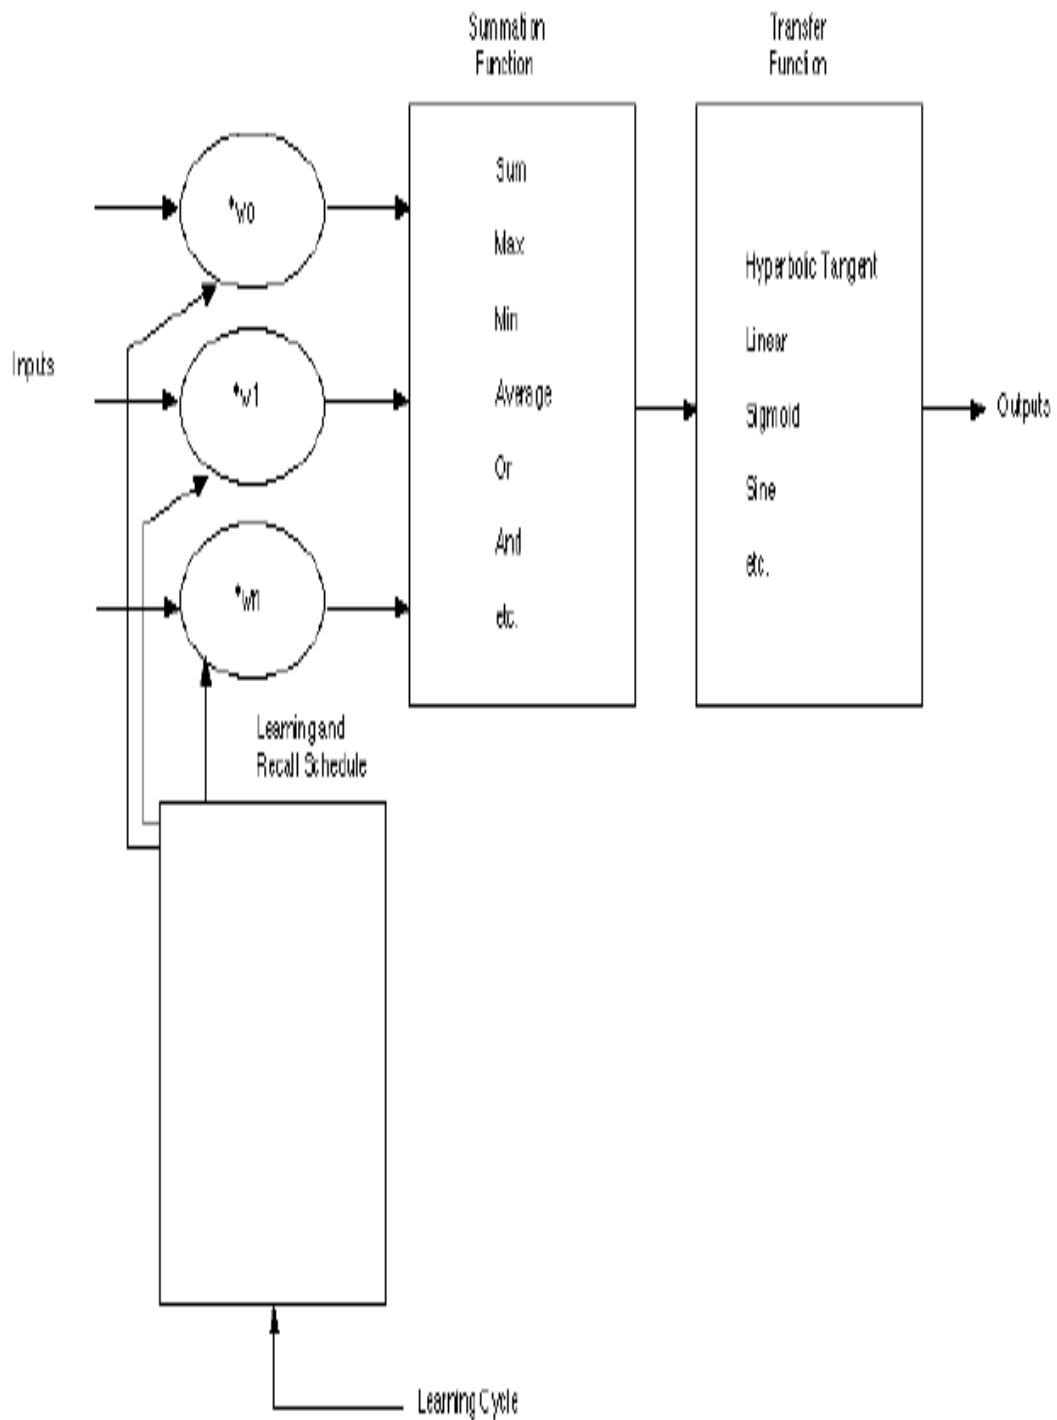 Summation
Function
Transfer
Function
Inputs
*w0
*w1
*wn
Sum
Max
Min
Average
Or
And
etc.
Hyperbolic Tangent
Linear
Sigmoid
Sine
etc.
Outputs
Learning and
Recall Schedule
Learning Cycle